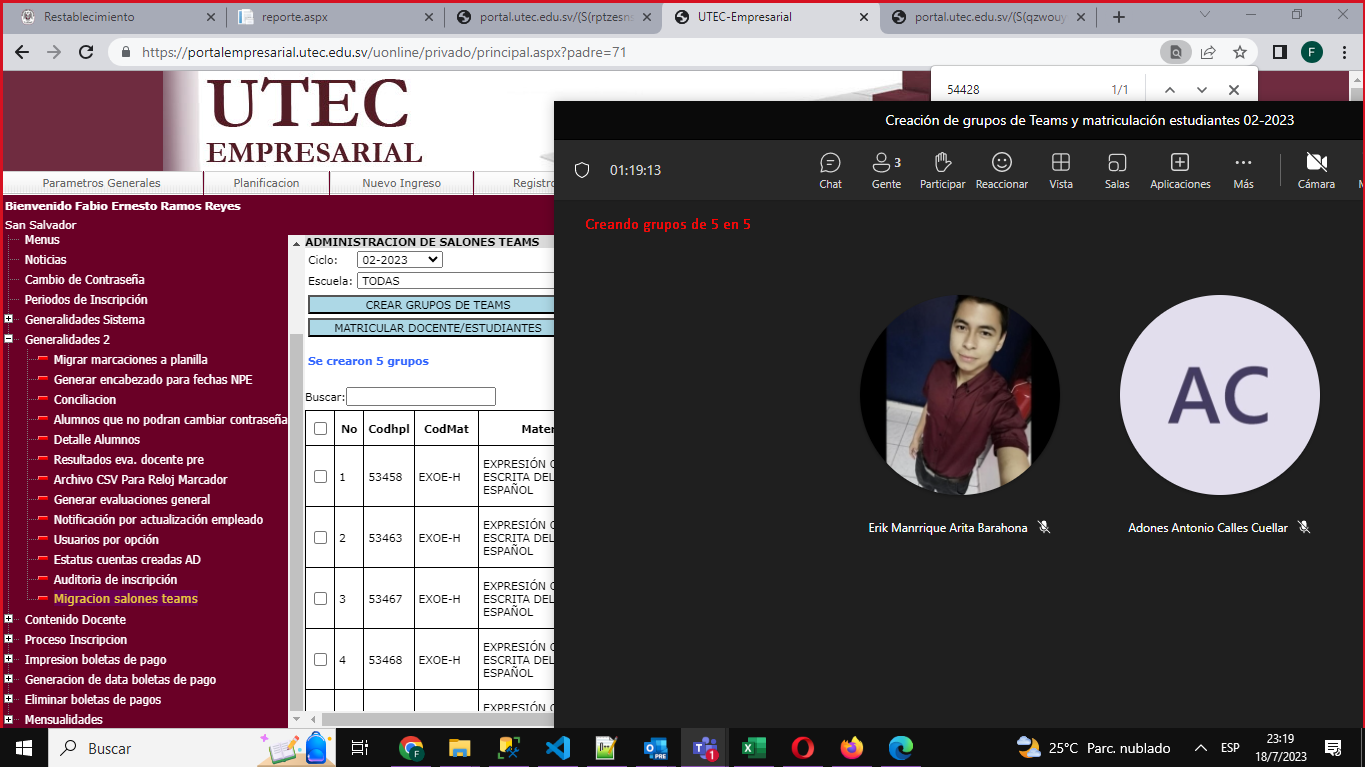 Restablecimiento
reporte.aspx
portal.utec.edu.sv/(S(rptzesns
UTEC-Empresarial
portal.utec.edu.sv/(S(qzwouy
https://portalempresarial.utec.edu.sv/uonline/privado/principal.aspx?padre=71
F
54428
1/1
UTEC
EMPRESARIAL
Parametros Generales
Planificacion
Nuevo Ingreso
Registro
Bienvenido Fabio Ernesto Ramos Reyes
San Salvador
Menus
Noticias
Cambio de Contraseña
Periodos de Inscripción
Generalidades Sistema
Generalidades 2
Migrar marcaciones a planilla
Generar encabezado para fechas NPE
Conciliacion
Alumnos que no podran cambiar contraseña
Detalle Alumnos
Resultados eva. docente pre
Archivo CSV Para Reloj Marcador
Generar evaluaciones general
Notificación por actualización empleado
Usuarios por opción
Estatus cuentas creadas AD
Auditoria de inscripción
Migracion salones teams
Contenido Docente
Proceso Inscripcion
Impresion boletas de pago
Generacion de data boletas de pago
Eliminar boletas de pagos
Mensualidades
ADMINISTRACION DE SALONES TEAMS
Ciclo: 02-2023
Escuela: TODAS
CREAR GRUPOS DE TEAMS
MATRICULAR DOCENTE/ESTUDIANTES
Se crearon 5 grupos
Buscar:
No Codhpl CodMat Mater
1 53458 EXOE-H EXPRESIÓN O
ESCRITA DEL
ESPAÑOL
2 53463 EXOE-H EXPRESIÓN O
ESCRITA DEL
ESPAÑOL
3 53467 EXOE-H EXPRESIÓN O
ESCRITA DEL
ESPAÑOL
4 53468 EXOE-H EXPRESIÓN O
ESCRITA DEL
ESPAÑOL
EXPRESIÓN O
Creación de grupos de Teams y matriculación estudiantes 02-2023
01:19:13
Chat
3
Gente
Participar
Reaccionar
Vista
Salas
Aplicaciones
Más
Cámara
M
Creando grupos de 5 en 5
AC
Erik Manrrique Arita Barahona
Adones Antonio Calles Cuellar
Buscar
F
PRE
1
25°C Parc. nublado
ESP
23:19
18/7/2023